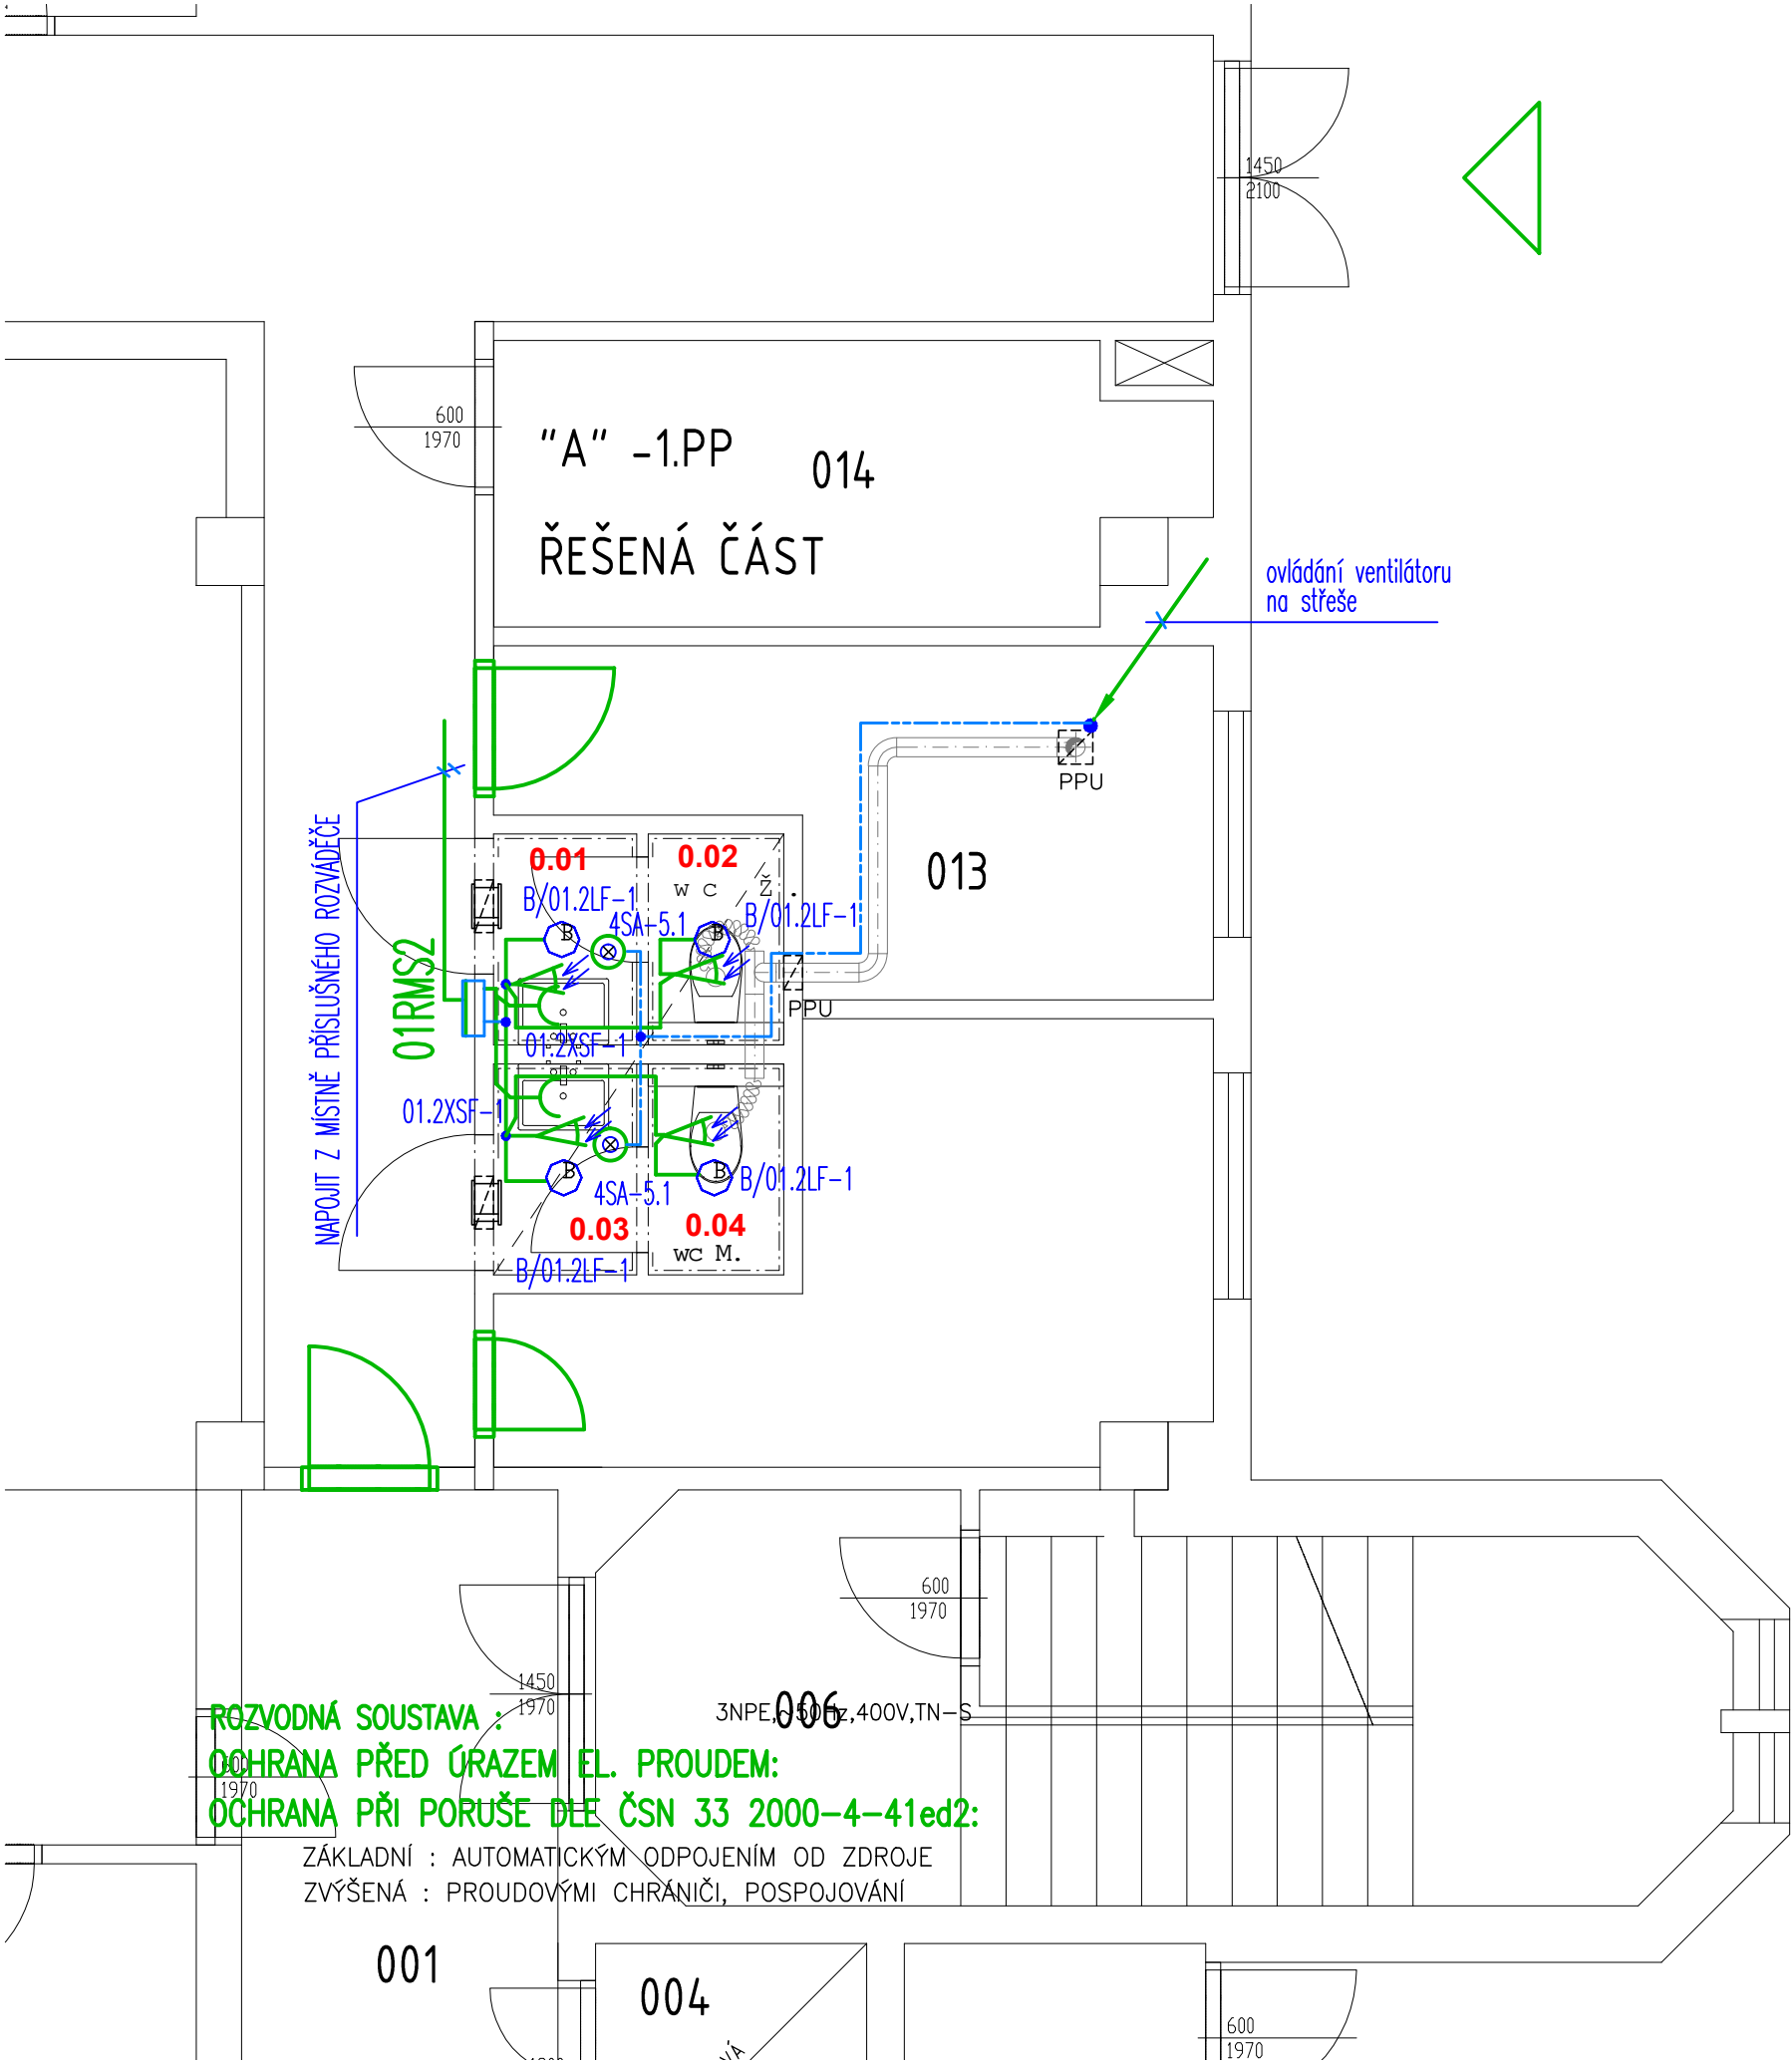 1450
2100
600
1970
"A" -1.PP
014
ŘEŠENÁ ČÁST
ovládání ventilátoru
na střeše
PPU
NAPOJIT Z MÍSTNĚ PŘÍSLUŠNÉHO ROZVÁDĚČE
01RMS2
013
0.01
0.02
W C Ž.
B/01.2LF-1
4SA-5.1
B/01.2LF-1
B
B
PPU
01.2XSF-1
01.2XSF-1
B
B
B/01.2LF-1
4SA-5.1
0.03
0.04
WC M.
B/01.2LF-1
600
1970
1450
1970
006
3NPE,~50Hz,400V,TN-S
ROZVODNÁ SOUSTAVA :
OCHRANA PŘED ÚRAZEM EL. PROUDEM:
600
1970
OCHRANA PŘI PORUŠE DLE ČSN 33 2000-4-41ed2:
ZÁKLADNÍ : AUTOMATICKÝM ODPOJENÍM OD ZDROJE
ZVÝŠENÁ : PROUDOVÝMI CHRÁNIČI, POSPOJOVÁNÍ
001
004
600
1970